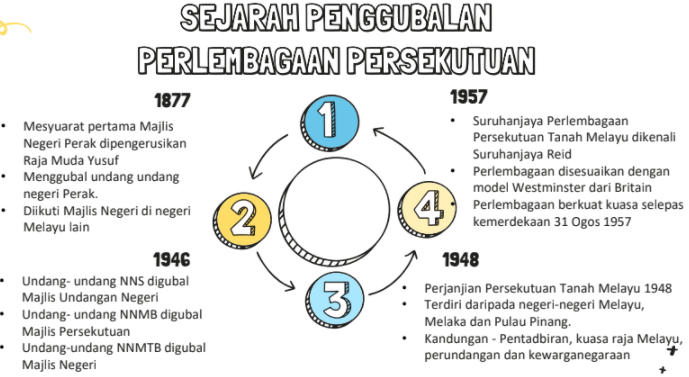 SEJARAH PENGGUBALAN
PERLEMBAGAAN PERSEKUTUAN
1877
• Mesyuarat pertama Majlis
Negeri Perak dipengerusikan
Raja Muda Yusuf
• Menggubal undang undang
negeri Perak.
• Diikuti Majlis Negeri di negeri
Melayu lain
1946
• Undang- undang NNS digubal
Majlis Undangan Negeri
• Undang- undang NNMB digubal
Majlis Persekutuan
• Undang-undang NNMTB digubal
Majlis Negeri
1
2
3
4
1957
• Suruhanjaya Perlembagaan
Persekutuan Tanah Melayu dikenali
Suruhanjaya Reid
• Perlembagaan disesuaikan dengan
model Westminster dari Britain
• Perlembagaan berkuat kuasa selepas
kemerdekaan 31 Ogos 1957
1948
• Perjanjian Persekutuan Tanah Melayu 1948
• Terdiri daripada negeri-negeri Melayu,
Melaka dan Pulau Pinang.
• Kandungan - Pentadbiran, kuasa raja Melayu,
perundangan dan kewarganegaraan